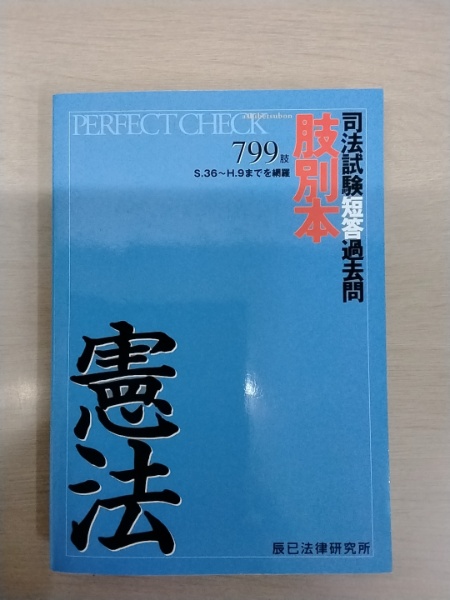 PERFECT CHECK
司法試験短答過去問
肢別本
799肢
S.36～H.9までを網羅
憲法
辰已法律研究所